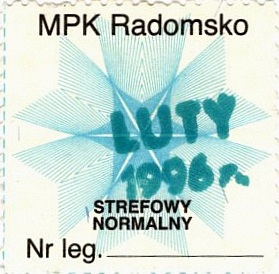 MPK Radomsko
LUTY
1996 r.
STREFOWY
NORMALNY
Nr leg.